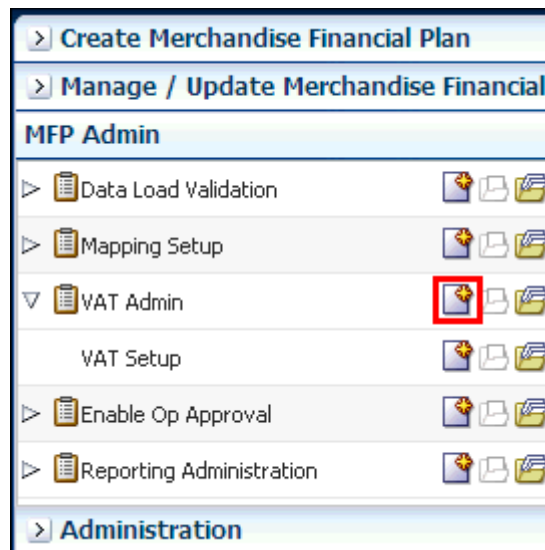 Create Merchandise Financial Plan
Manage / Update Merchandise Financial
MFP Admin
Data Load Validation
Mapping Setup
VAT Admin
VAT Setup
Enable Op Approval
Reporting Administration
Administration